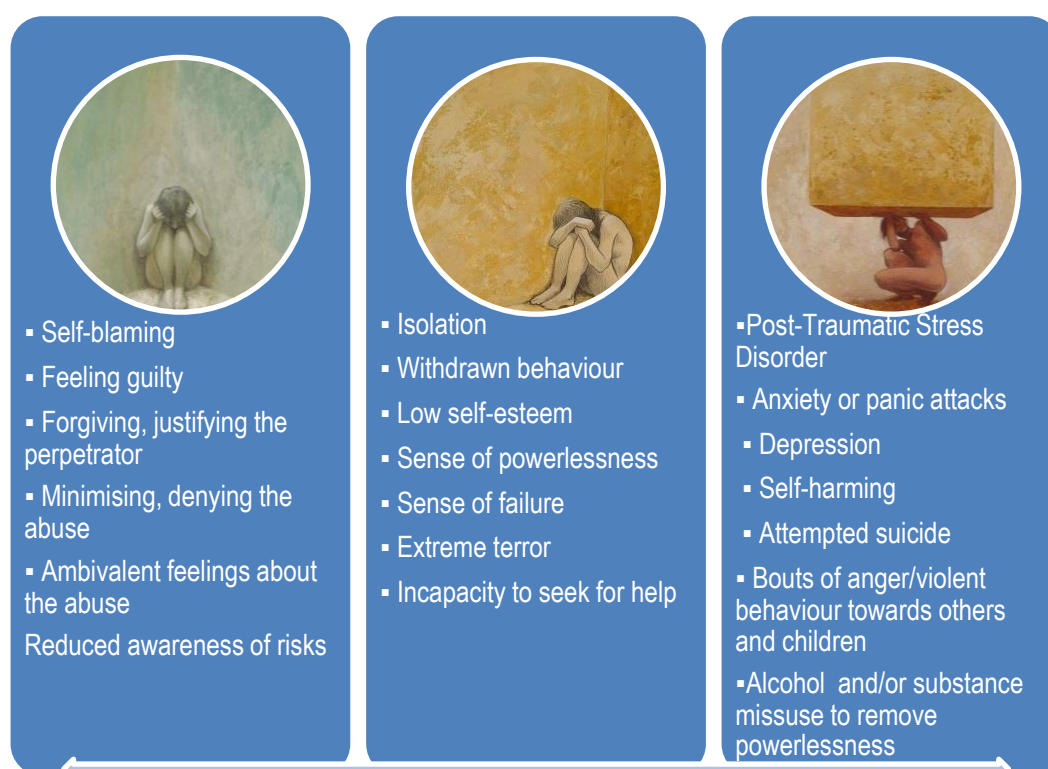 ▪ Self-blaming
▪ Feeling guilty
▪ Forgiving, justifying the
perpetrator
▪ Minimising, denying the
abuse
▪ Ambivalent feelings about
the abuse
Reduced awareness of risks
▪ Isolation
▪ Withdrawn behaviour
▪ Low self-esteem
▪ Sense of powerlessness
▪ Sense of failure
▪ Extreme terror
▪ Incapacity to seek for help
▪Post-Traumatic Stress
Disorder
▪ Anxiety or panic attacks
▪ Depression
▪ Self-harming
▪ Attempted suicide
▪ Bouts of anger/violent
behaviour towards others
and children
▪Alcohol  and/or substance
missuse to remove
powerlessness